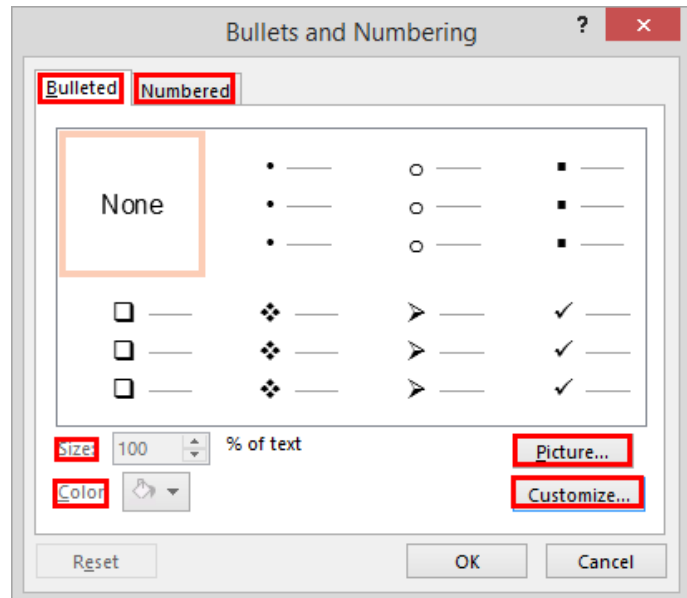 Bullets and Numbering ?
Bulleted Numbered
None
Size: 100 % of text Picture...
Color Customize...
Reset OK Cancel